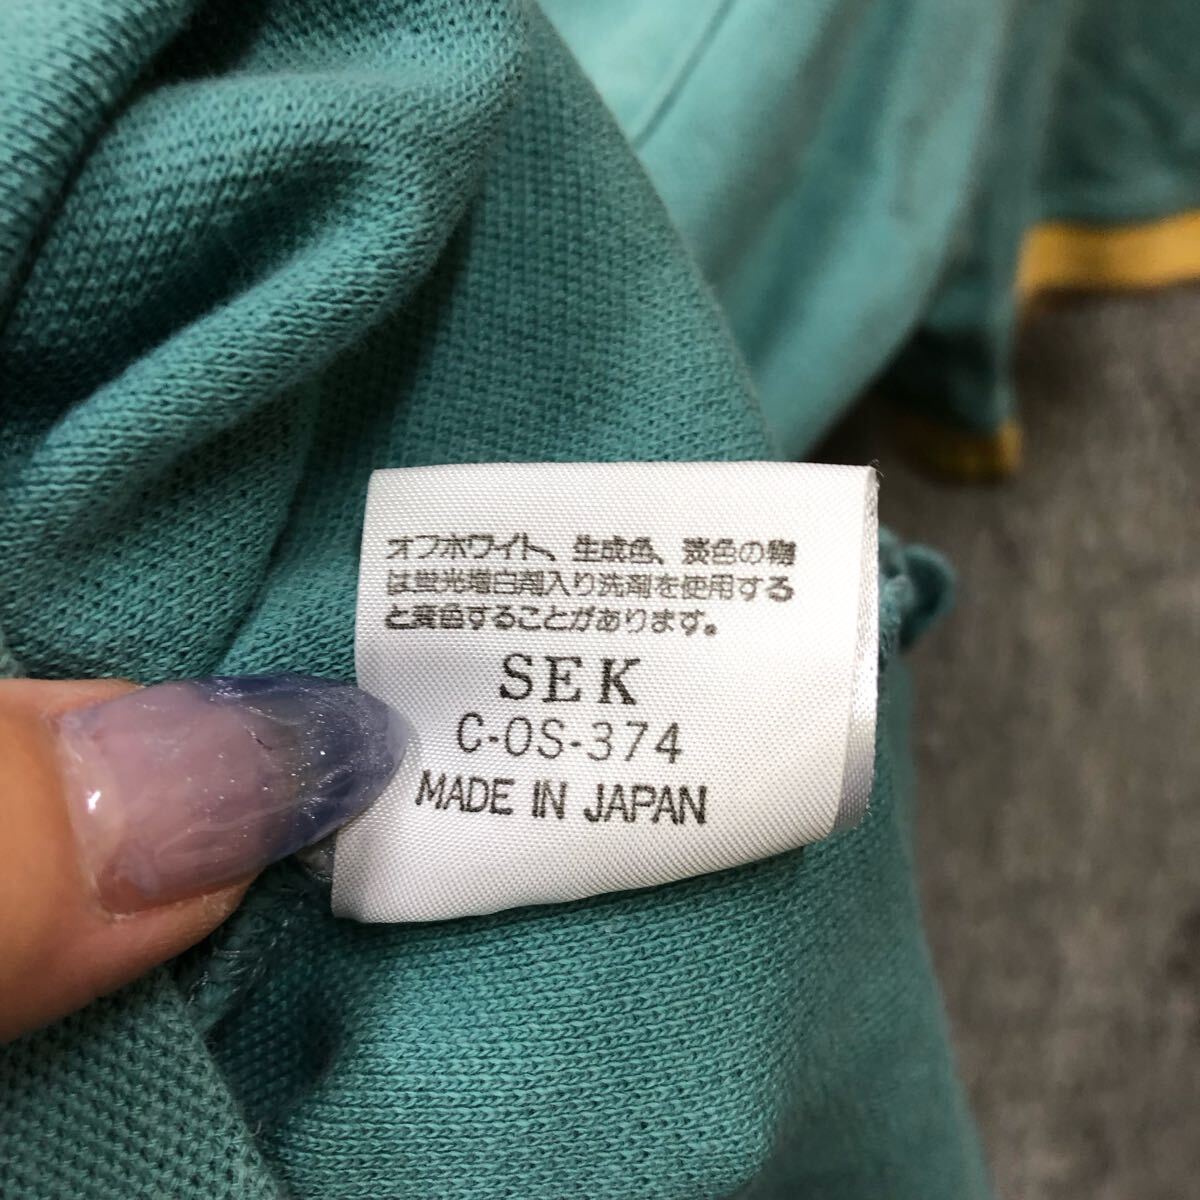 オフホワイト、生成色、淡色の物
は蛍光増白剤入り洗剤を使用する
と変色することがあります。
SEK
C-OS-374
MADE IN JAPAN